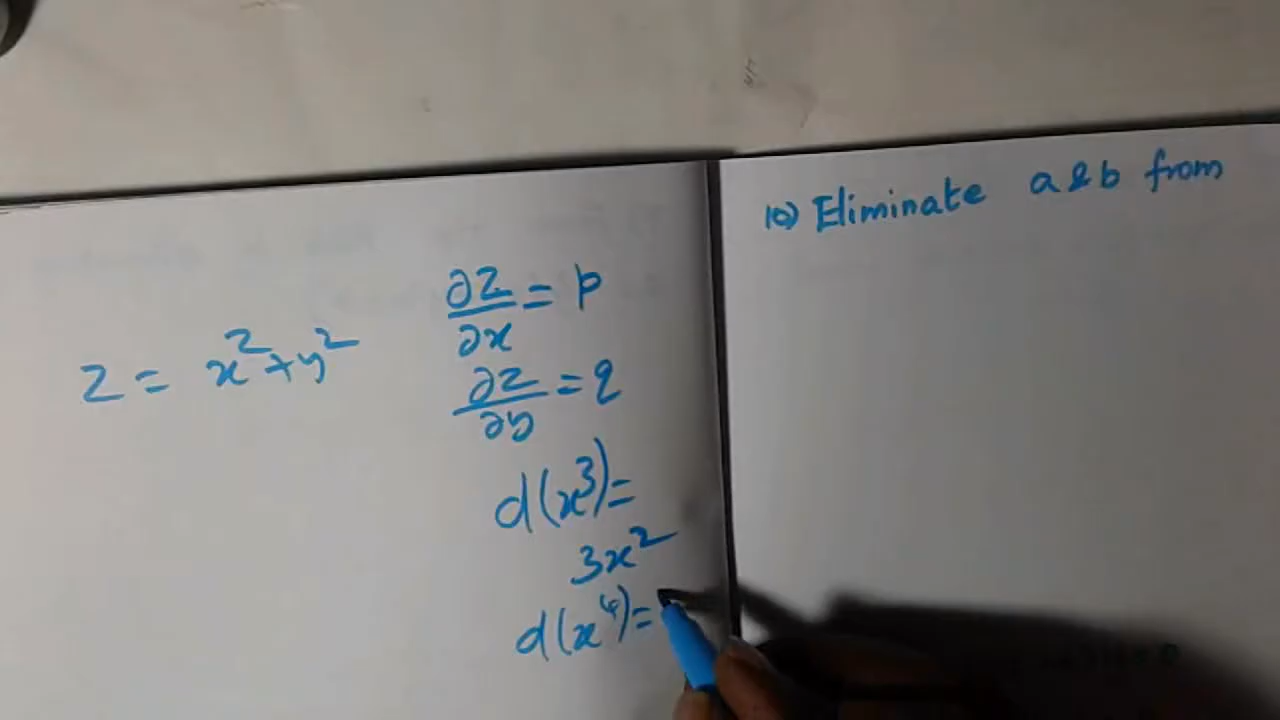 z = x² + y²
∂z/∂x = p
∂z/∂y = q
d(x³) =
3x²
d(x⁴) =
10) Eliminate a & b from